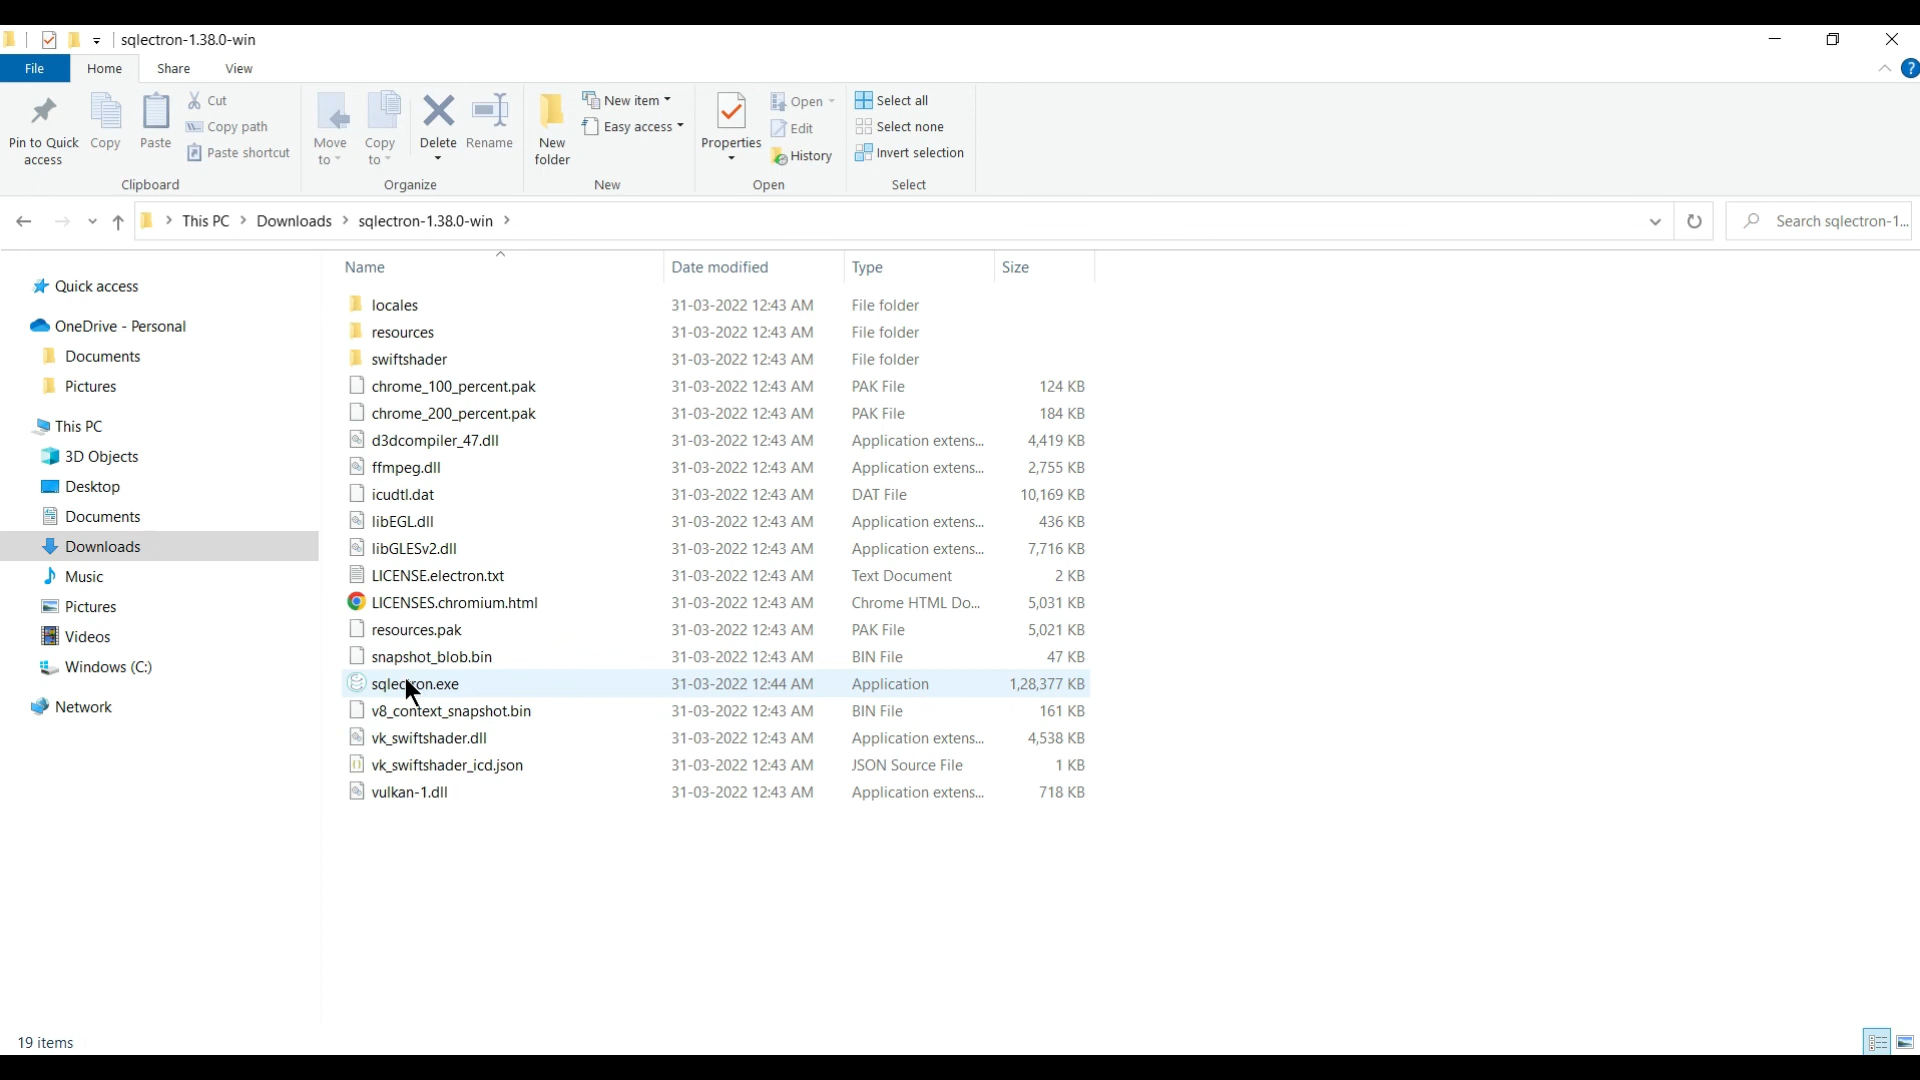 sqlectron-1.38.0-win
File Home Share View
Pin to Quick access
Copy
Paste
Cut
Copy path
Paste shortcut
Clipboard
Move to
Copy to
Delete
Rename
Organize
New folder
New item
Easy access
New
Properties
Open
Edit
History
Open
Select all
Select none
Invert selection
Select
This PC > Downloads > sqlectron-1.38.0-win >
Search sqlectron-1...
Quick access
OneDrive - Personal
Documents
Pictures
This PC
3D Objects
Desktop
Documents
Downloads
Music
Pictures
Videos
Windows (C:)
Network
Name Date modified Type Size
locales 31-03-2022 12:43 AM File folder
resources 31-03-2022 12:43 AM File folder
swiftshader 31-03-2022 12:43 AM File folder
chrome_100_percent.pak 31-03-2022 12:43 AM PAK File 124 KB
chrome_200_percent.pak 31-03-2022 12:43 AM PAK File 184 KB
d3dcompiler_47.dll 31-03-2022 12:43 AM Application extens... 4,419 KB
ffmpeg.dll 31-03-2022 12:43 AM Application extens... 2,755 KB
icudtl.dat 31-03-2022 12:43 AM DAT File 10,169 KB
libEGL.dll 31-03-2022 12:43 AM Application extens... 436 KB
libGLESv2.dll 31-03-2022 12:43 AM Application extens... 7,716 KB
LICENSE.electron.txt 31-03-2022 12:43 AM Text Document 2 KB
LICENSES.chromium.html 31-03-2022 12:43 AM Chrome HTML Do... 5,031 KB
resources.pak 31-03-2022 12:43 AM PAK File 5,021 KB
snapshot_blob.bin 31-03-2022 12:43 AM BIN File 47 KB
sqlectron.exe 31-03-2022 12:44 AM Application 1,28,377 KB
v8_context_snapshot.bin 31-03-2022 12:43 AM BIN File 161 KB
vk_swiftshader.dll 31-03-2022 12:43 AM Application extens... 4,538 KB
vk_swiftshader_icd.json 31-03-2022 12:43 AM JSON Source File 1 KB
vulkan-1.dll 31-03-2022 12:43 AM Application extens... 718 KB
19 items